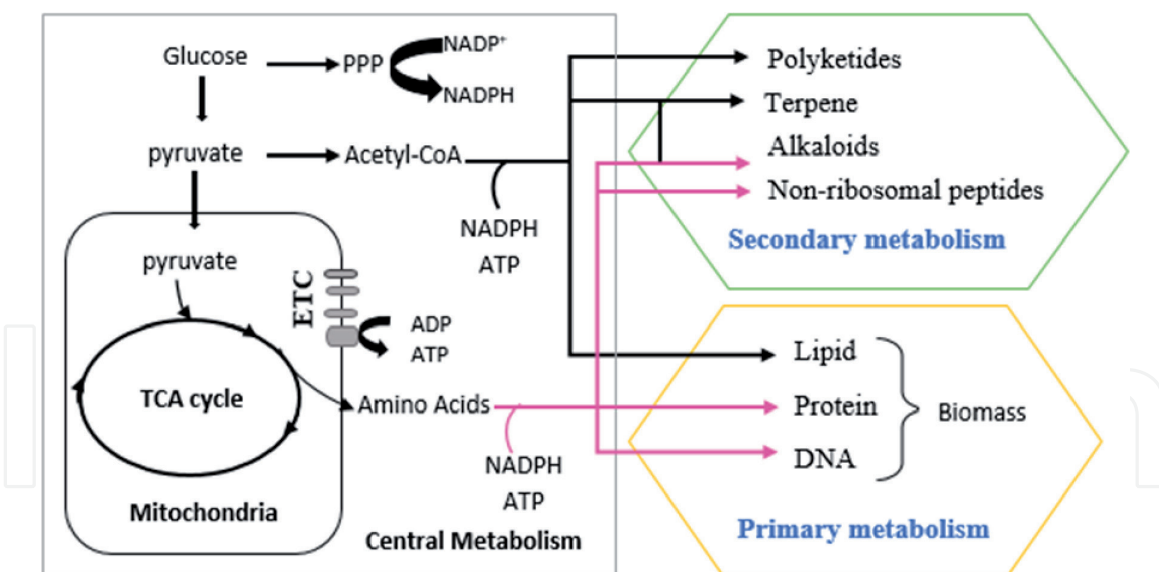 Glucose
PPP
NADP+
NADPH
pyruvate
Acetyl-CoA
NADPH
ATP
pyruvate
ETC
ADP
ATP
TCA cycle
Amino Acids
NADPH
ATP
Mitochondria
Central Metabolism
Polyketides
Terpene
Alkaloids
Non-ribosomal peptides
Secondary metabolism
Lipid
Protein
DNA
Biomass
Primary metabolism